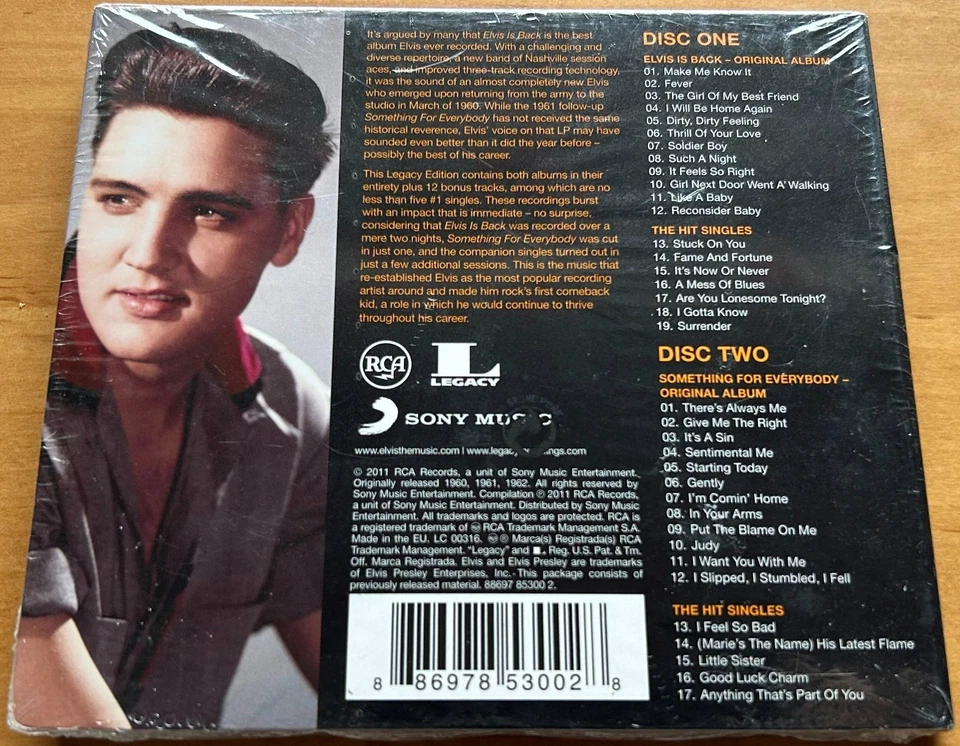 It's argued by many that Elvis Is Back is the best
album Elvis ever recorded. With a challenging and
diverse repertoire, a new band of Nashville session
aces, and improved three-track recording technology,
it was the sound of an almost completely new Elvis
who emerged upon returning from the army to the
studio in March of 1960. While the 1961 follow-up
Something For Everybody has not received the same
historical reverence, Elvis' voice on that LP may have
sounded even better than it did the year before –
possibly the best of his career.
This Legacy Edition contains both albums in their
entirety plus 12 bonus tracks, among which are no
less than five #1 singles. These recordings burst
with an impact that is immediate – no surprise,
considering that Elvis Is Back was recorded over a
mere two nights, Something For Everybody was cut
in just one, and the companion singles turned out in
just a few additional sessions. This is the music that
re-established Elvis as the most popular recording
artist around and made him rock's first comeback
kid, a role in which he would continue to thrive
throughout his career.
RCA
L
LEGACY
SONY MUSIC
www.elvisthemusic.com |
© 2011 RCA Records, a unit of Sony Music Entertainment.
Originally released 1960, 1961, 1962. All rights reserved by
Sony Music Entertainment. Compilation ℗ 2011 RCA Records,
a unit of Sony Music Entertainment. Distributed by Sony Music
Entertainment. All trademarks and logos are protected. RCA is
a registered trademark of RCA Trademark Management S.A.
Made in the EU. LC 00316. ® Marca(s) Registrada(s) RCA
Trademark Management. "Legacy" and L, Reg. U.S. Pat. & Tm.
Off. Marca Registrada. Elvis and Elvis Presley are trademarks
of Elvis Presley Enterprises, Inc. This package consists of
previously released material. 88697 85300 2.
8 86978 53002 8
DISC ONE
ELVIS IS BACK – ORIGINAL ALBUM
01. Make Me Know It
02. Fever
03. The Girl Of My Best Friend
04. I Will Be Home Again
05. Dirty, Dirty Feeling
06. Thrill Of Your Love
07. Soldier Boy
08. Such A Night
09. It Feels So Right
10. Girl Next Door Went A' Walking
11. Like A Baby
12. Reconsider Baby
THE HIT SINGLES
13. Stuck On You
14. Fame And Fortune
15. It's Now Or Never
16. A Mess Of Blues
17. Are You Lonesome Tonight?
18. I Gotta Know
19. Surrender
DISC TWO
SOMETHING FOR EVERYBODY –
ORIGINAL ALBUM
01. There's Always Me
02. Give Me The Right
03. It's A Sin
04. Sentimental Me
05. Starting Today
06. Gently
07. I'm Comin' Home
08. In Your Arms
09. Put The Blame On Me
10. Judy
11. I Want You With Me
12. I Slipped, I Stumbled, I Fell
THE HIT SINGLES
13. I Feel So Bad
14. (Marie's The Name) His Latest Flame
15. Little Sister
16. Good Luck Charm
17. Anything That's Part Of You